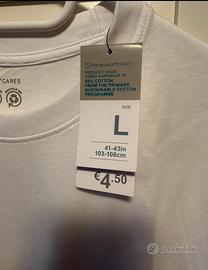 PRIMARK CARES
PRODUCT MADE
USING A MINIMUM OF
50% COTTON
FROM THE PRIMARK
SUSTAINABLE COTTON
PROGRAMME
CARES
SIZE
L
41-43in
103-108cm
€4.50
subito